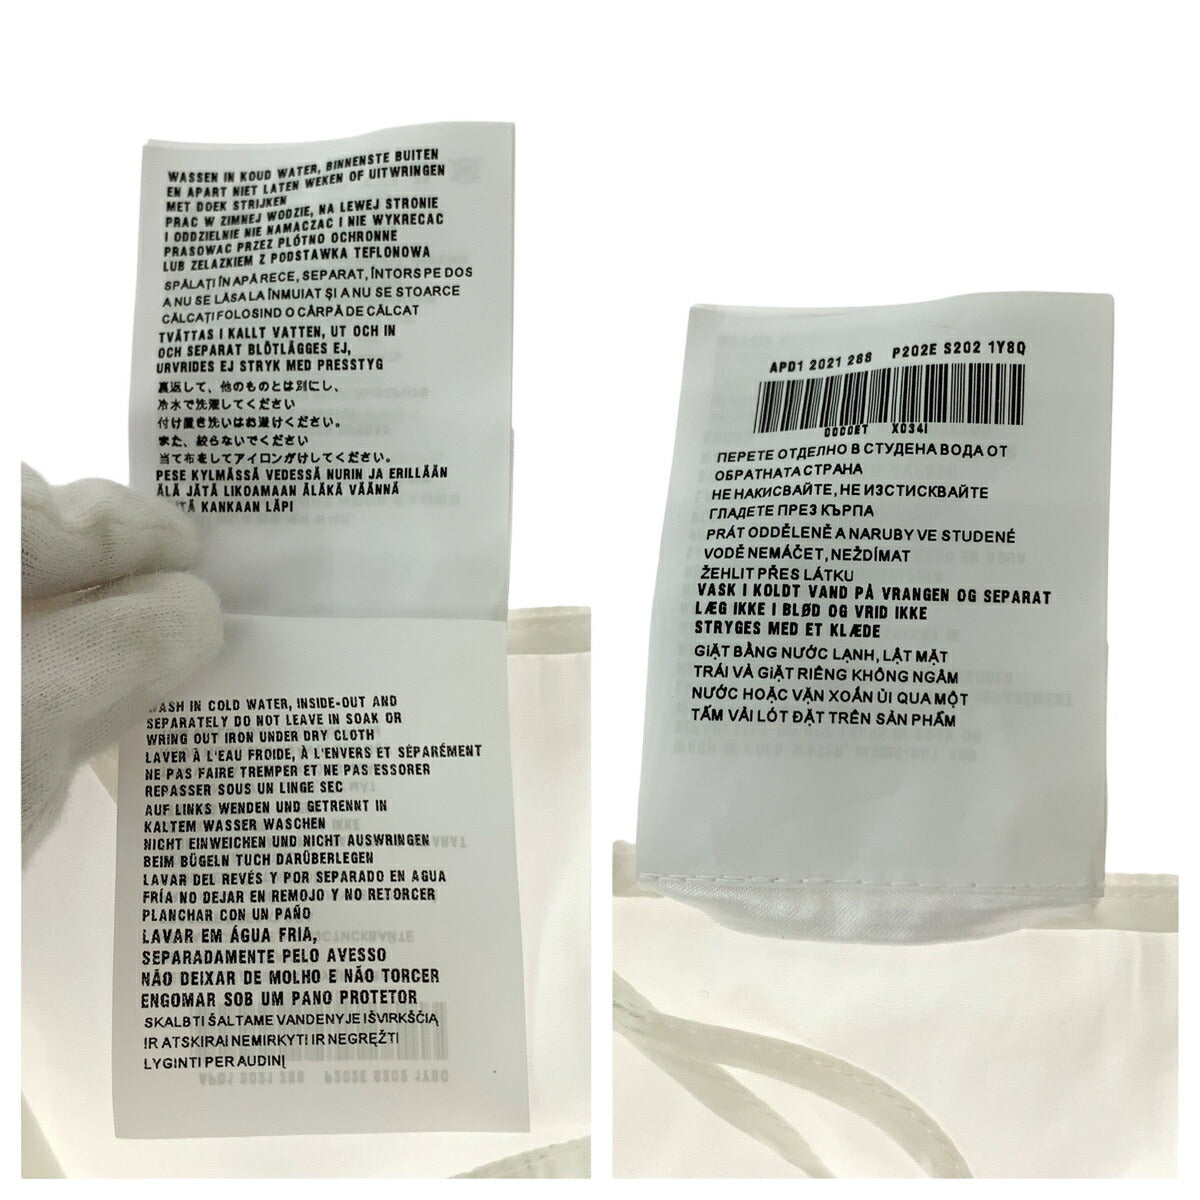 WASSEN IN KOUD WATER, BINNENSTE BUITEN
EN APART NIET LATEN WEKEN OF UITWRINGEN
MET DOEK STRIJKEN
PRAC W ZIMNEJ WODZIE, NA LEWEJ STRONIE
I ODDZIELNIE NIE NAMACZAC I NIE WYKRECAC
PRASOWAC PRZEZ PLÓTNO OCHRONNE
LUB ZELAZKIEM Z PODSTAWKA TEFLONOWA
SPĂLAȚI ÎN APĂ RECE, SEPARAT, ÎNTORS PE DOS
A NU SE LĂSA LA ÎNMUIAT ȘI A NU SE STOARCE
CĂLCAȚI FOLOSIND O CÂRPĂ DE CĂLCAT
TVÄTTAS I KALLT VATTEN, UT OCH IN
OCH SEPARAT BLÖTLÄGGES EJ,
URVRIDES EJ STRYK MED PRESSTYG
裏返して、他のものとは別にし、
冷水で洗濯してください
付け置き洗いはお避けください。
また、絞らないでください
当て布をしてアイロンがけしてください。
PESE KYLMÄSSÄ VEDESSÄ NURIN JA ERILLÄÄN
ÄLÄ JÄTÄ LIKOAMAAN ÄLÄKÄ VÄÄNNÄ
KANKAAN LÄPI
WASH IN COLD WATER, INSIDE-OUT AND
SEPARATELY DO NOT LEAVE IN SOAK OR
WRING OUT IRON UNDER DRY CLOTH
LAVER À L'EAU FROIDE, À L'ENVERS ET SÉPARÉMENT
NE PAS FAIRE TREMPER ET NE PAS ESSORER
REPASSER SOUS UN LINGE SEC
AUF LINKS WENDEN UND GETRENNT IN
KALTEM WASSER WASCHEN
NICHT EINWEICHEN UND NICHT AUSWRINGEN
BEIM BÜGELN TUCH DARÜBERLEGEN
LAVAR DEL REVÉS Y POR SEPARADO EN AGUA
FRÍA NO DEJAR EN REMOJO Y NO RETORCER
PLANCHAR CON UN PAÑO
LAVAR EM ÁGUA FRIA,
SEPARADAMENTE PELO AVESSO
NÃO DEIXAR DE MOLHO E NÃO TORCER
ENGOMAR SOB UM PANO PROTETOR
SKALBTI ŠALTAME VANDENYJE IŠVIRKŠČIĄ
IR ATSKIRAI NEMIRKYTI IR NEGRĘŽTI
LYGINTI PER AUDINĮ
APD1 2021 288 P202E S202 1Y8Q
0000ET X034I
ПЕРЕТЕ ОТДЕЛНО В СТУДЕНА ВОДА ОТ
ОБРАТНАТА СТРАНА
НЕ НАКИСВАЙТЕ, НЕ ИЗСТИСКВАЙТЕ
ГЛАДЕТЕ ПРЕЗ КЪРПА
PRÁT ODDĚLENĚ A NARUBY VE STUDENÉ
VODĚ NEMÁČET, NEŽDÍMAT
ŽEHLIT PŘES LÁTKU
VASK I KOLDT VAND PÅ VRANGEN OG SEPARAT
LÆG IKKE I BLØD OG VRID IKKE
STRYGES MED ET KLÆDE
GIẶT BẰNG NƯỚC LẠNH, LẬT MẶT
TRÁI VÀ GIẶT RIÊNG KHÔNG NGÂM
NƯỚC HOẶC VẶN XOẮN ỦI QUA MỘT
TẤM VẢI LÓT ĐẶT TRÊN SẢN PHẨM